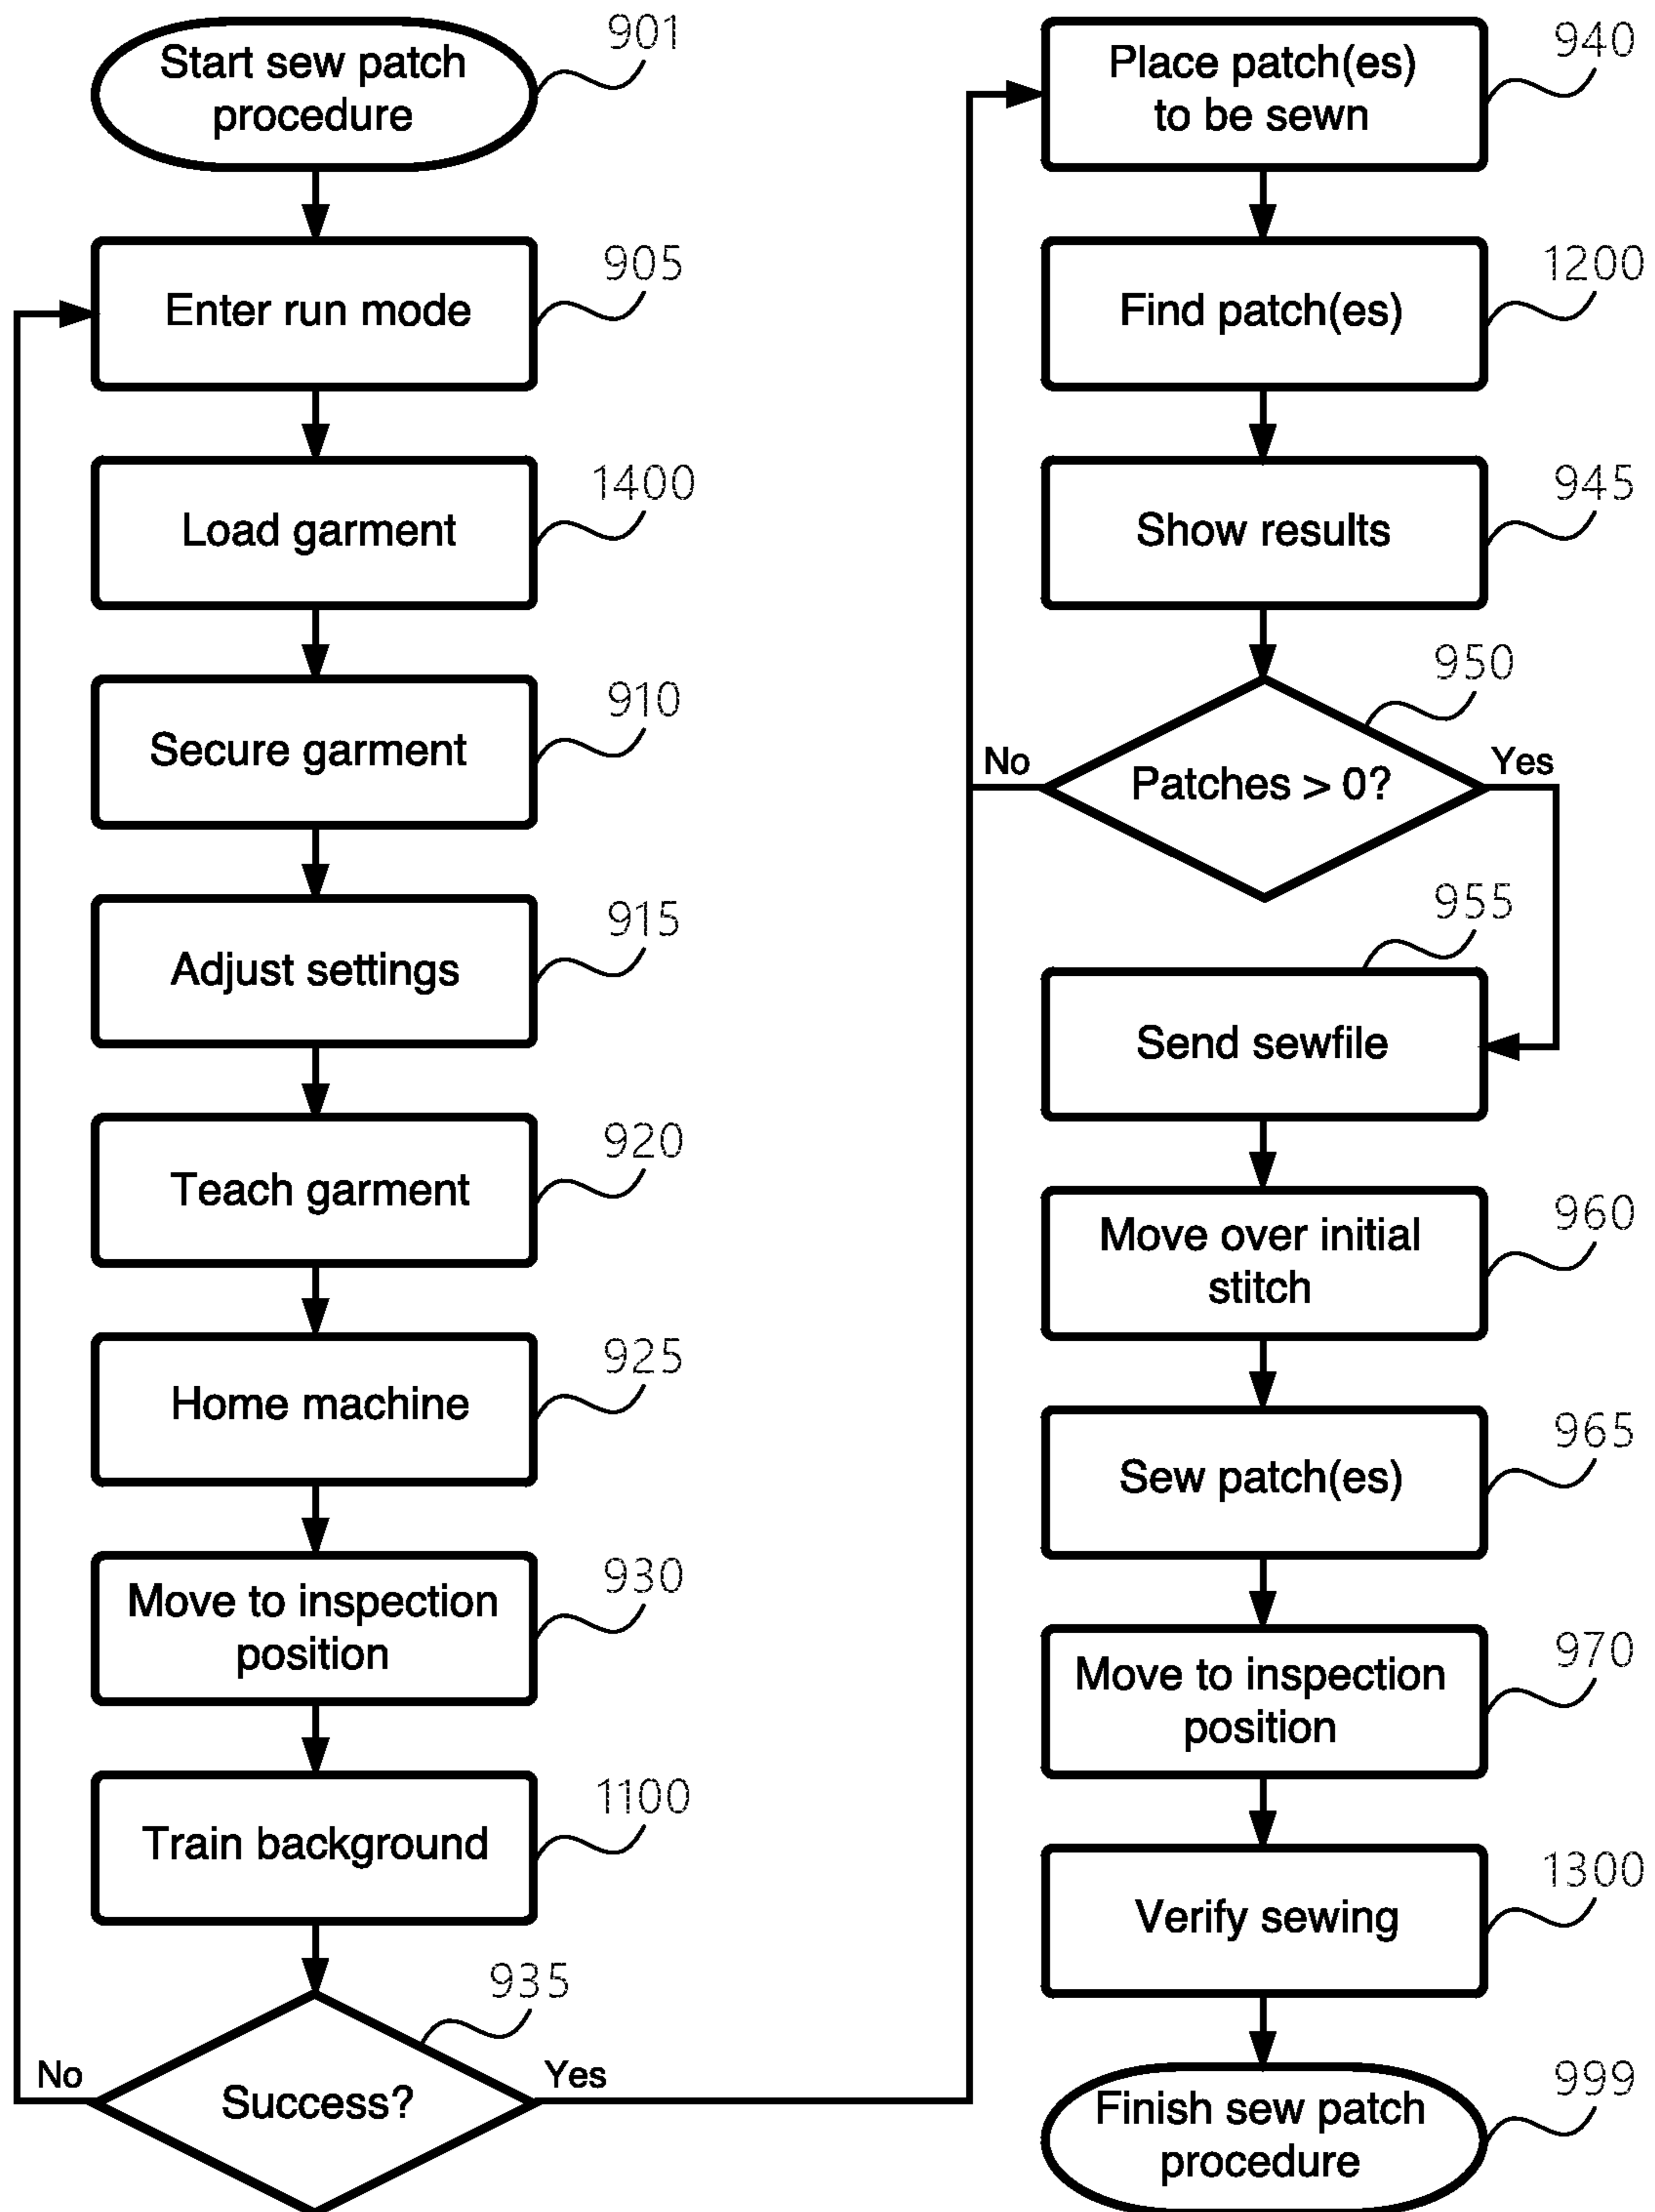 Start sew patch
procedure
901
Enter run mode
905
Load garment
1400
Secure garment
910
Adjust settings
915
Teach garment
920
Home machine
925
Move to inspection
position
930
Train background
1100
935
Success?
No
Yes
Place patch(es)
to be sewn
940
Find patch(es)
1200
Show results
945
950
Patches > 0?
No
Yes
955
Send sewfile
Move over initial
stitch
960
Sew patch(es)
965
Move to inspection
position
970
Verify sewing
1300
Finish sew patch
procedure
999